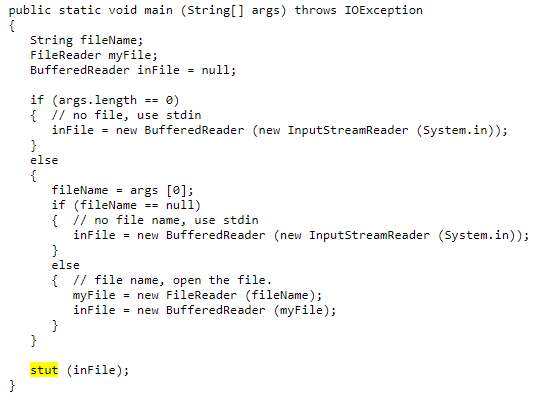 public static void main (String[] args) throws IOException
{
   String fileName;
   FileReader myFile;
   BufferedReader inFile = null;

   if (args.length == 0)
   {  // no file, use stdin
      inFile = new BufferedReader (new InputStreamReader (System.in));
   }
   else
   {
      fileName = args [0];
      if (fileName == null)
      {  // no file name, use stdin
         inFile = new BufferedReader (new InputStreamReader (System.in));
      }
      else
      {  // file name, open the file.
         myFile = new FileReader (fileName);
         inFile = new BufferedReader (myFile);
      }
   }

   stut (inFile);
}